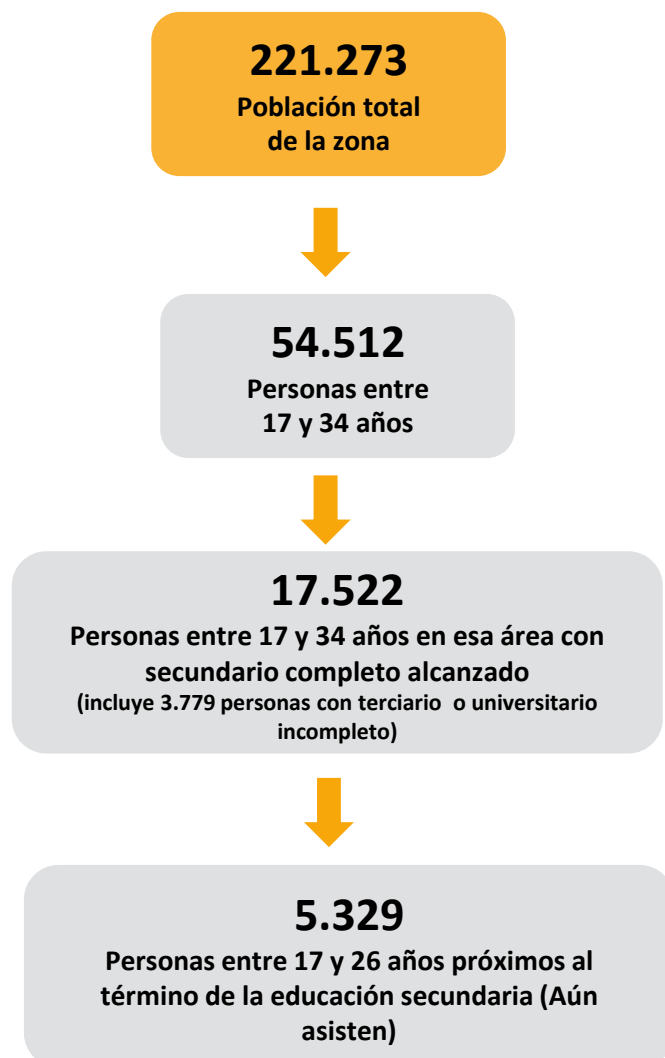 221.273
Población total
de la zona
54.512
Personas entre
17 y 34 años
17.522
Personas entre 17 y 34 años en esa área con
secundario completo alcanzado
(incluye 3.779 personas con terciario o universitario
incompleto)
5.329
Personas entre 17 y 26 años próximos al
término de la educación secundaria (Aún
asisten)